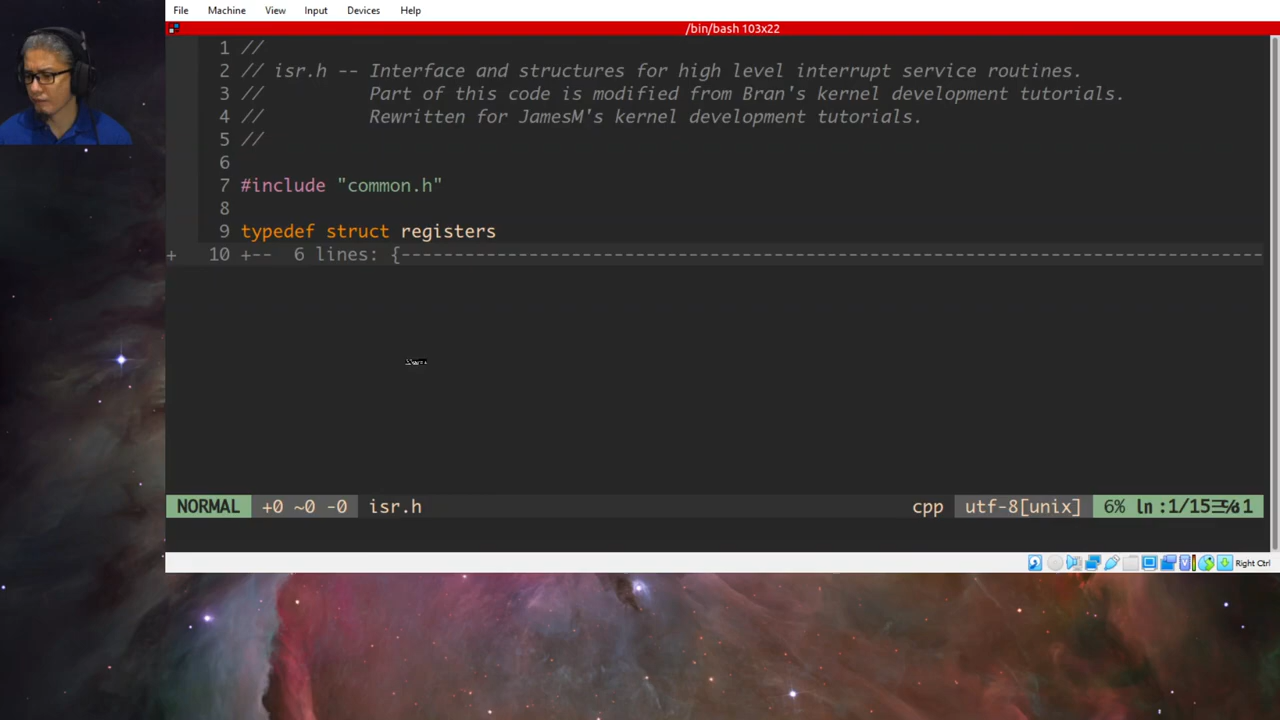 File Machine View Input Devices Help
/bin/bash 103x22
1 //
2 // isr.h -- Interface and structures for high level interrupt service routines.
3 //          Part of this code is modified from Bran's kernel development tutorials.
4 //          Rewritten for JamesM's kernel development tutorials.
5 //
6
7 #include "common.h"
8
9 typedef struct registers
+ 10 +-- 6 lines: {---------------------------------------------------------------------------------
NORMAL +0 ~0 -0 isr.h cpp utf-8[unix] 6% ln :1/15
Right Ctrl